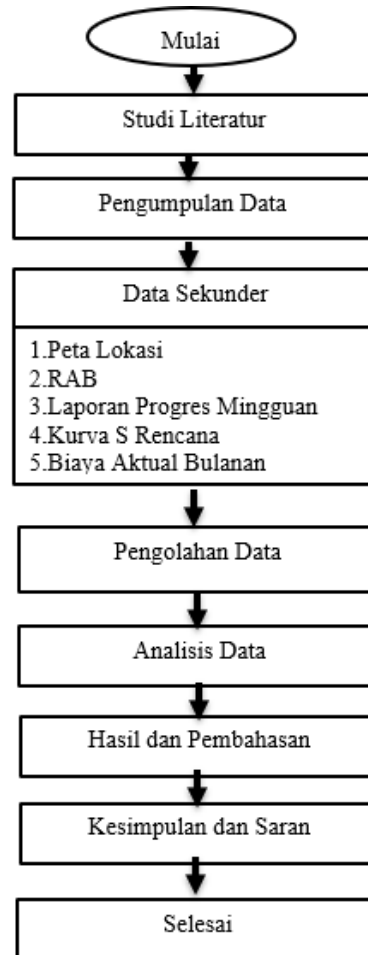 Mulai
Studi Literatur
Pengumpulan Data
Data Sekunder
1.Peta Lokasi
2.RAB
3.Laporan Progres Mingguan
4.Kurva S Rencana
5.Biaya Aktual Bulanan
Pengolahan Data
Analisis Data
Hasil dan Pembahasan
Kesimpulan dan Saran
Selesai